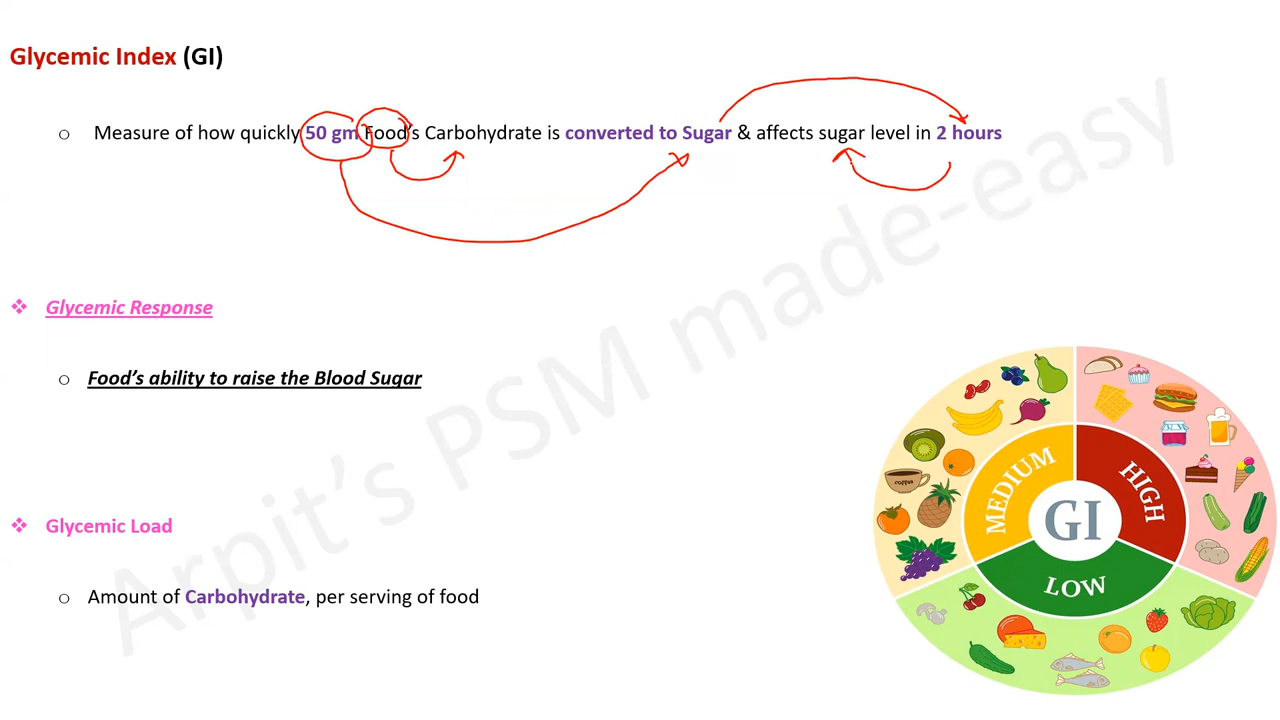 Glycemic Index (GI)
o Measure of how quickly 50 gm Food's Carbohydrate is converted to Sugar & affects sugar level in 2 hours
❖ Glycemic Response
o Food's ability to raise the Blood Sugar
❖ Glycemic Load
o Amount of Carbohydrate, per serving of food
MEDIUM
HIGH
GI
LOW
COFFEE
Arpit's PSM made-easy